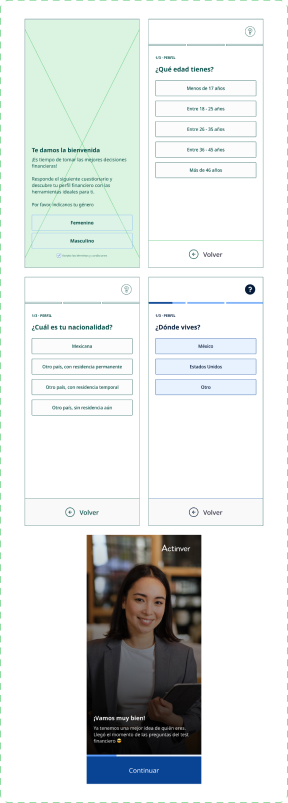 Te damos la bienvenida
¡Es tiempo de tomar las mejores decisiones
financieras!
Responde el siguiente cuestionario y
descubre tu perfil financiero con las
herramientas ideales para ti.
Por favor indícanos tu género
Femenino
Masculino
1/3 · PERFIL
¿Qué edad tienes?
Menos de 17 años
Entre 18 - 25 años
Entre 26 - 35 años
Entre 36 - 45 años
Más de 46 años
Volver
1/3 · PERFIL
¿Cuál es tu nacionalidad?
Mexicana
Otro país, con residencia permanente
Otro país, con residencia temporal
Otro país, sin residencia aún
Volver
?
1/3 · PERFIL
¿Dónde vives?
México
Estados Unidos
Otro
Volver
Actinver
¡Vamos muy bien!
Ya tenemos una mejor idea de quién eres.
Llegó el momento de las preguntas del test
financiero 😎
Continuar